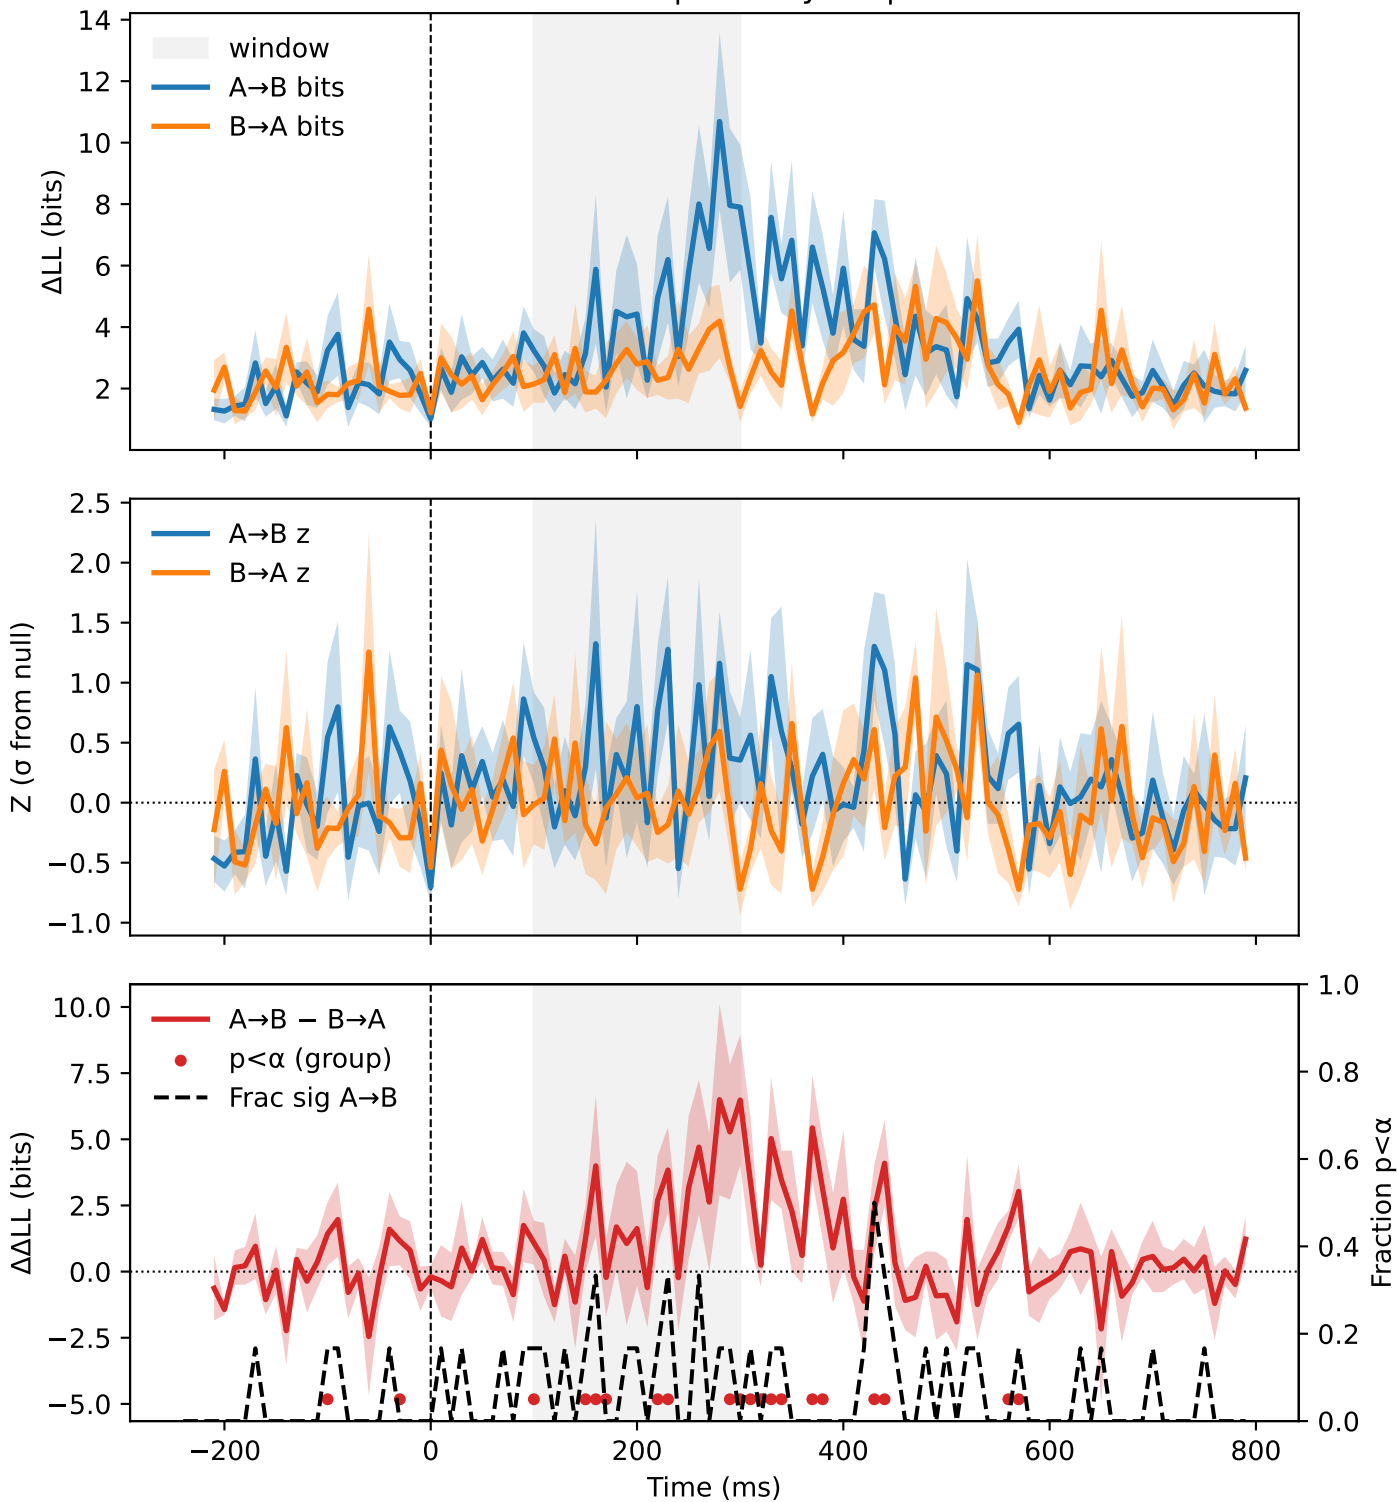 14
12
10
8
6
4
2
ΔLL (bits)
window
A→B bits
B→A bits
2.5
2.0
1.5
1.0
0.5
0.0
−0.5
−1.0
Z (σ from null)
A→B z
B→A z
10.0
7.5
5.0
2.5
0.0
−2.5
−5.0
ΔΔLL (bits)
A→B − B→A
p<α (group)
Frac sig A→B
1.0
0.8
0.6
0.4
0.2
0.0
Fraction p<α
−200 0 200 400 600 800
Time (ms)